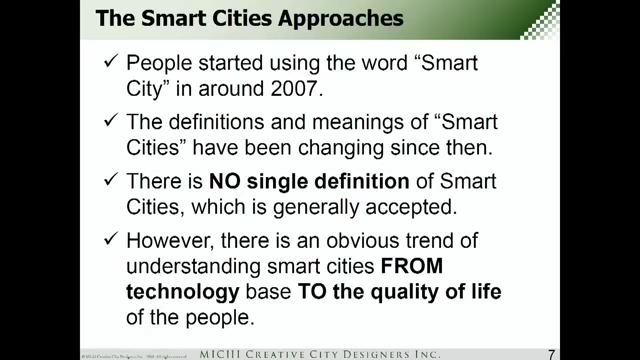 The Smart Cities Approaches
✓ People started using the word “Smart
City” in around 2007.
✓ The definitions and meanings of “Smart
Cities” have been changing since then.
✓ There is NO single definition of Smart
Cities, which is generally accepted.
✓ However, there is an obvious trend of
understanding smart cities FROM
technology base TO the quality of life
of the people.
MICIII CREATIVE CITY DESIGNERS INC.
7